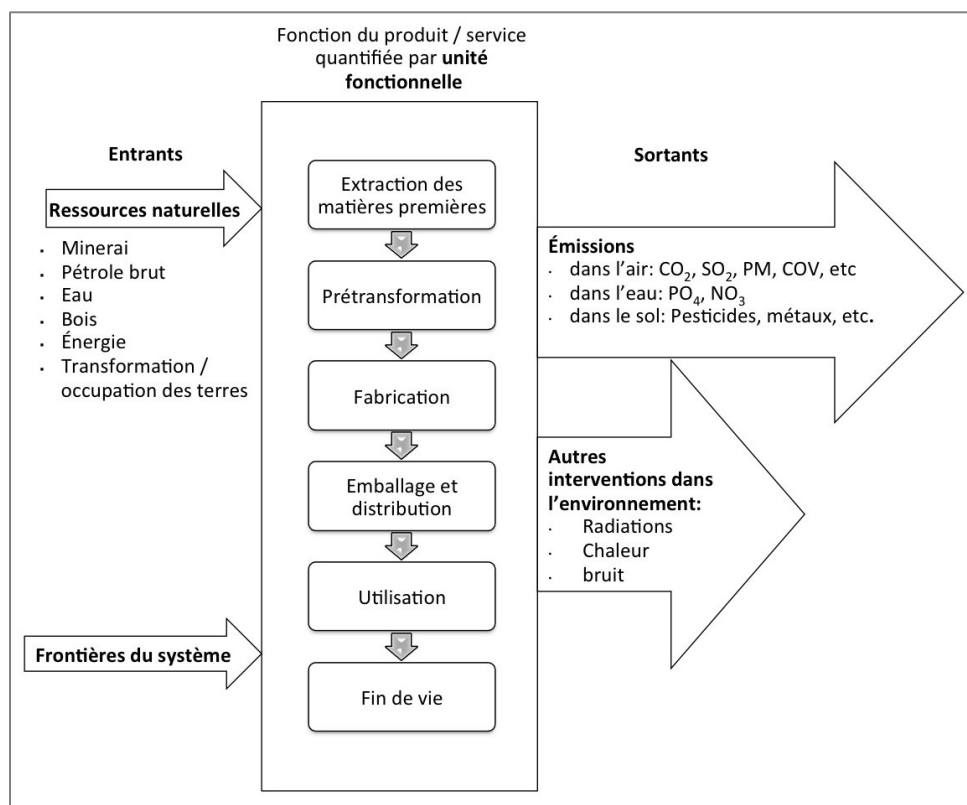 Fonction du produit / service
quantifiée par unité
fonctionnelle
Entrants
Ressources naturelles
· Minerai
· Pétrole brut
· Eau
· Bois
· Énergie
· Transformation /
occupation des terres
Frontières du système
Extraction des
matières premières
Prétransformation
Fabrication
Emballage et
distribution
Utilisation
Fin de vie
Sortants
Émissions
· dans l’air: CO₂, SO₂, PM, COV, etc
· dans l’eau: PO₄, NO₃
· dans le sol: Pesticides, métaux, etc.
Autres
interventions dans
l’environnement:
· Radiations
· Chaleur
· bruit